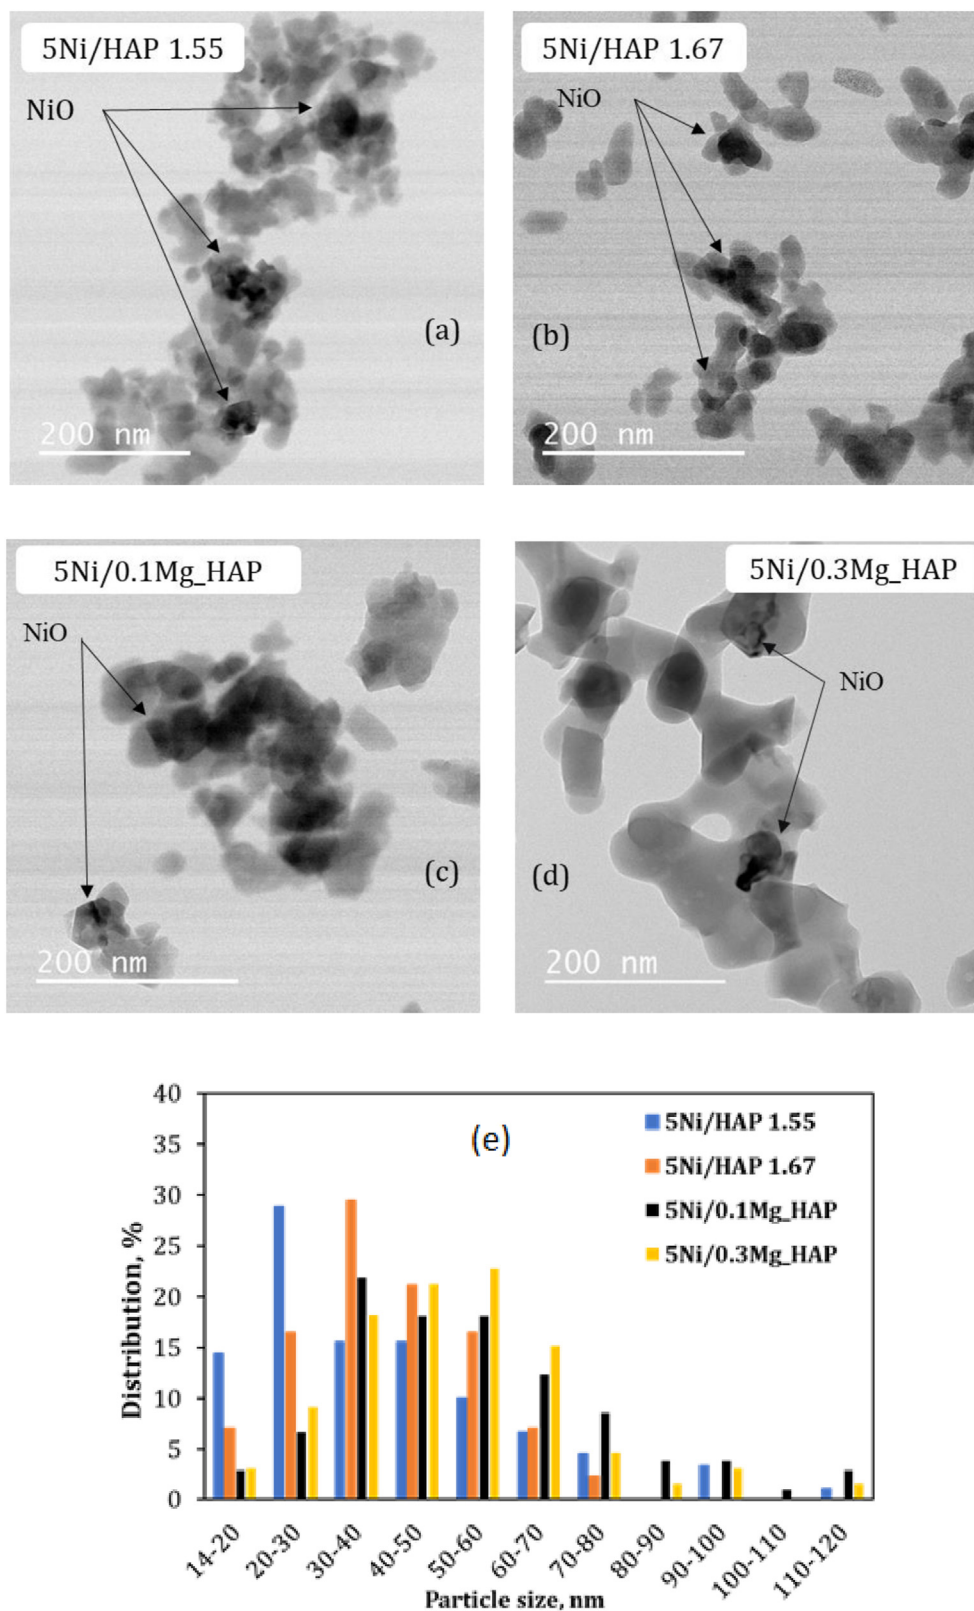 5Ni/HAP 1.55
NiO
(a)
200 nm
5Ni/HAP 1.67
NiO
(b)
200 nm
5Ni/0.1Mg_HAP
NiO
(c)
200 nm
5Ni/0.3Mg_HAP
NiO
(d)
200 nm
(e)
5Ni/HAP 1.55
5Ni/HAP 1.67
5Ni/0.1Mg_HAP
5Ni/0.3Mg_HAP
Distribution, %
40
35
30
25
20
15
10
5
0
14-20
20-30
30-40
40-50
50-60
60-70
70-80
80-90
90-100
100-110
110-120
Particle size, nm